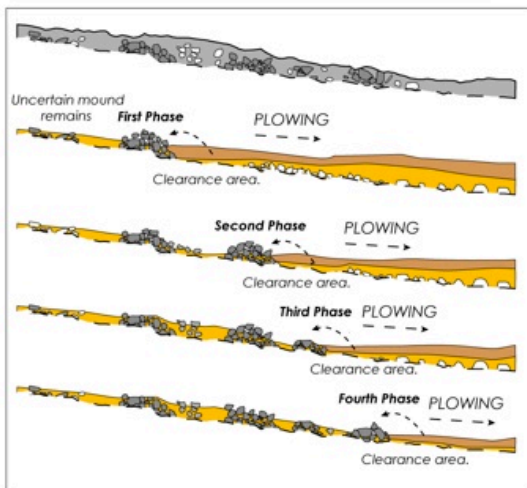 Uncertain mound
remains
First Phase
PLOWING
Clearance area.
Second Phase
PLOWING
Clearance area.
Third Phase
PLOWING
Clearance area.
Fourth Phase
PLOWING
Clearance area.